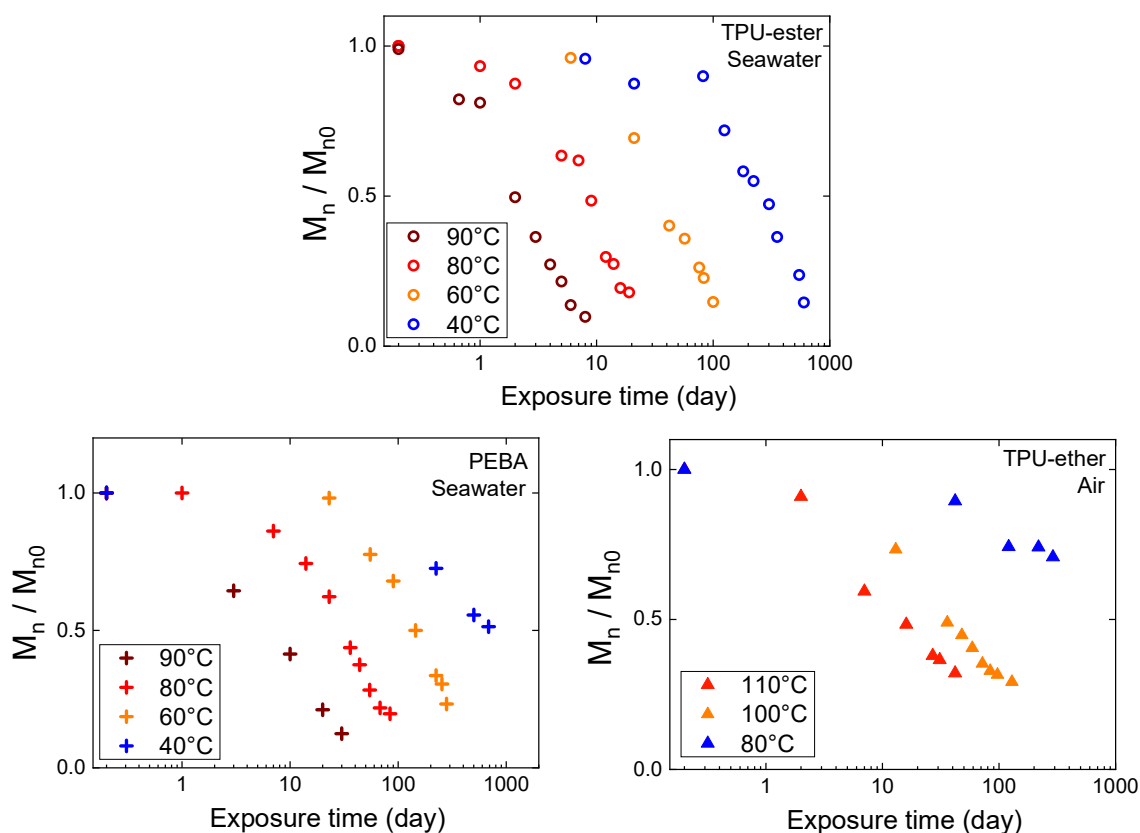 TPU-ester
Seawater
1.0
0.5
0.0
Mn / Mn0
90°C
80°C
60°C
40°C
1
10
100
1000
Exposure time (day)
PEBA
Seawater
1.0
0.5
0.0
Mn / Mn0
90°C
80°C
60°C
40°C
1
10
100
1000
Exposure time (day)
TPU-ether
Air
1.0
0.5
0.0
Mn / Mn0
110°C
100°C
80°C
1
10
100
1000
Exposure time (day)